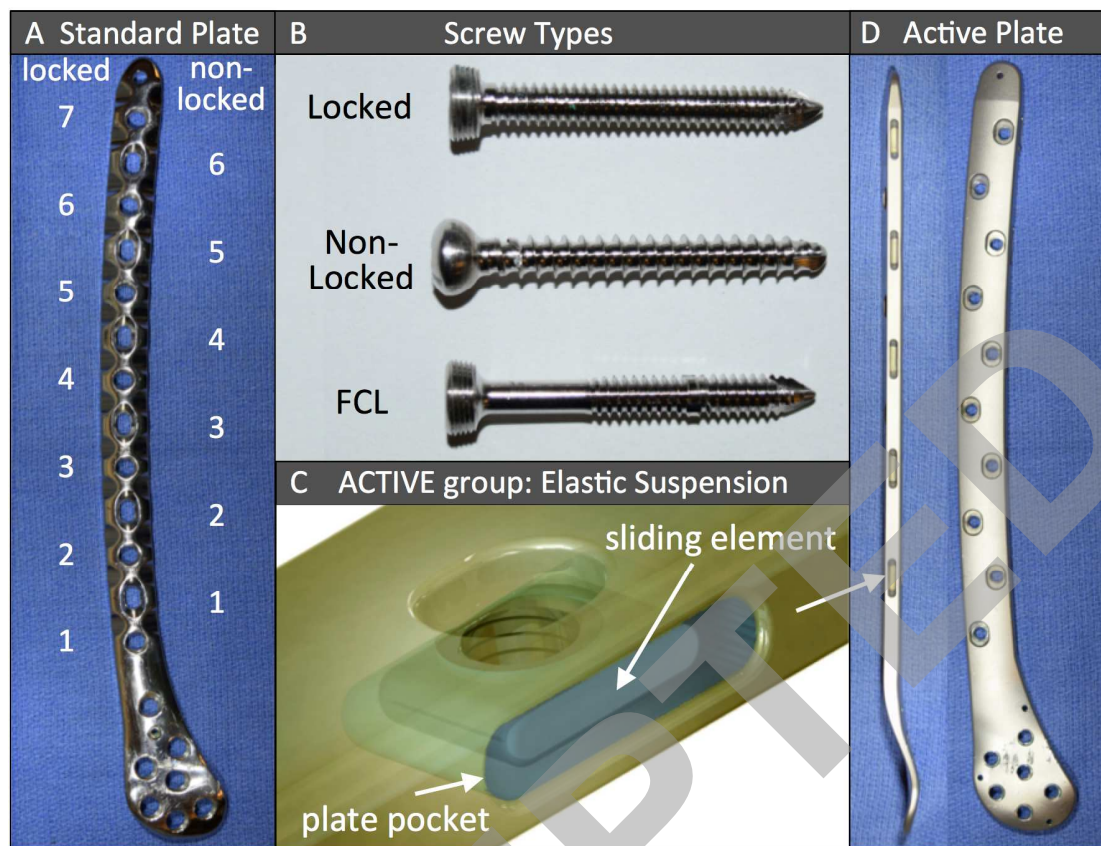 A Standard Plate
locked
non-
locked
7
6
6
5
5
4
4
3
3
2
2
1
1
B Screw Types
Locked
Non-
Locked
FCL
C ACTIVE group: Elastic Suspension
sliding element
plate pocket
D Active Plate
PTED